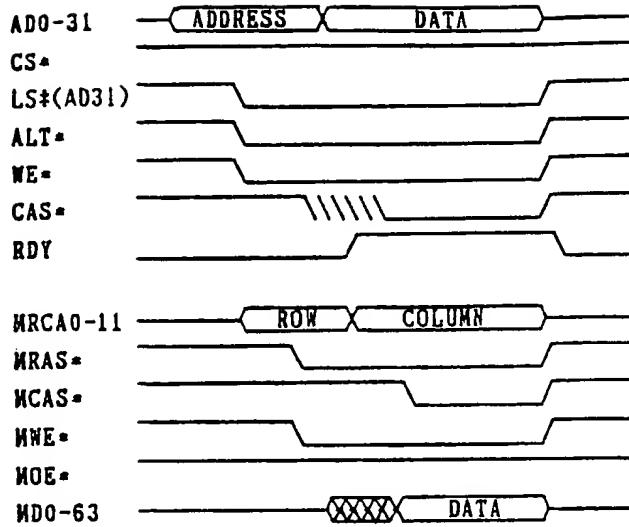 AD0-31 ADDRESS DATA
CS*
LS‡(AD31)
ALT*
WE*
CAS*
RDY
MRCA0-11 ROW COLUMN
MRAS*
MCAS*
MWE*
MOE*
MD0-63 DATA